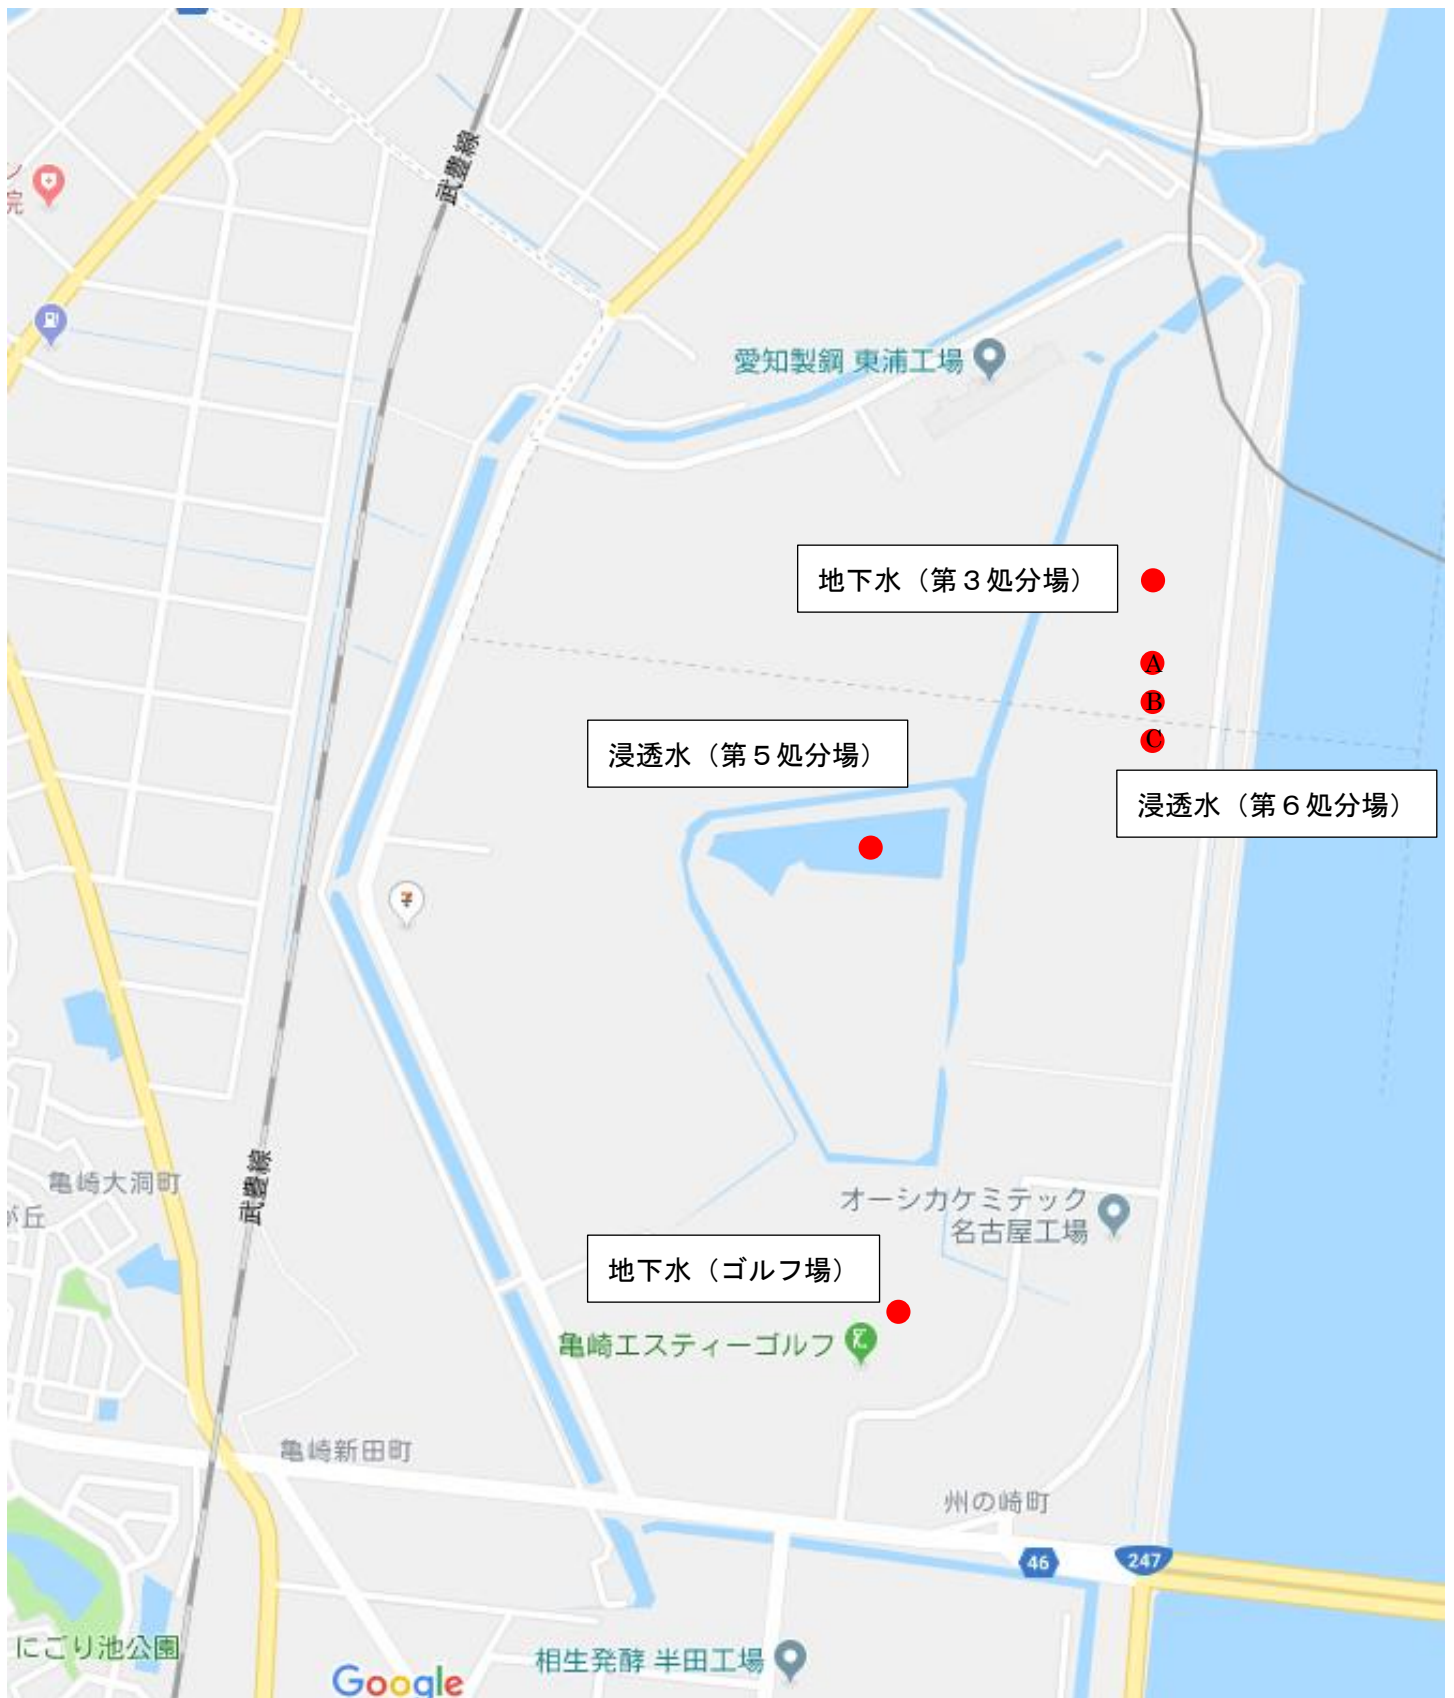 武豊線
ン
院
愛知製鋼 東浦工場
地下水（第３処分場）
A
B
C
浸透水（第５処分場）
浸透水（第６処分場）
武豊線
亀崎大洞町
が丘
オーシカケミテック
名古屋工場
地下水（ゴルフ場）
亀崎エスティーゴルフ
亀崎新田町
州の崎町
46
247
にごり池公園
相生発酵 半田工場
Google